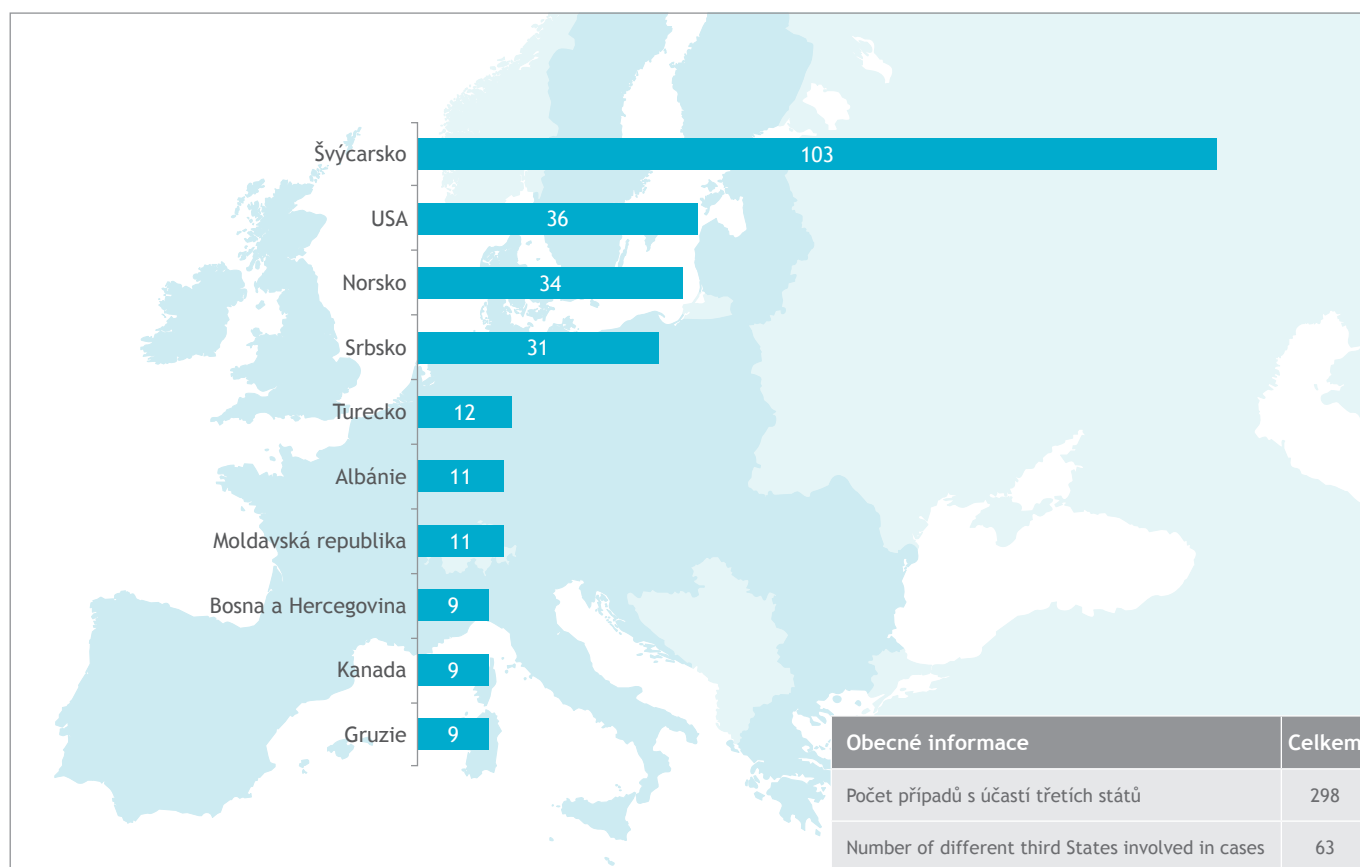 Švýcarsko 103
USA 36
Norsko 34
Srbsko 31
Turecko 12
Albánie 11
Moldavská republika 11
Bosna a Hercegovina 9
Kanada 9
Gruzie 9
Obecné informace Celkem
Počet případů s účastí třetích států 298
Number of different third States involved in cases 63